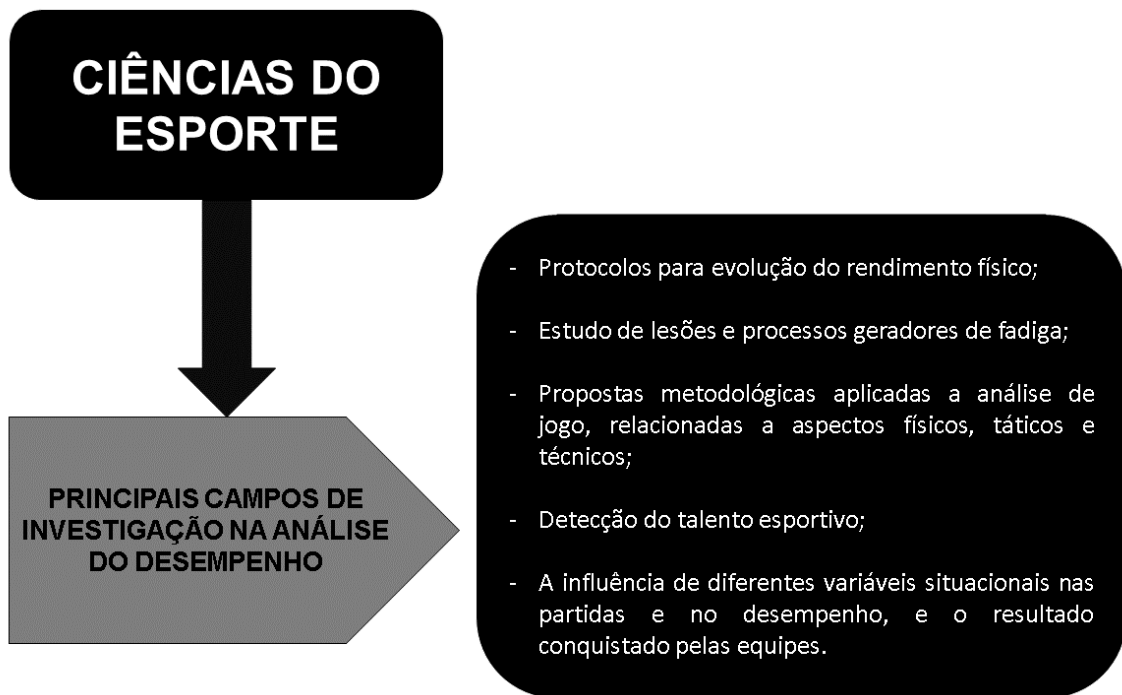 CIÊNCIAS DO
ESPORTE
PRINCIPAIS CAMPOS DE
INVESTIGAÇÃO NA ANÁLISE
DO DESEMPENHO
- Protocolos para evolução do rendimento físico;
- Estudo de lesões e processos geradores de fadiga;
- Propostas metodológicas aplicadas a análise de
jogo, relacionadas a aspectos físicos, táticos e
técnicos;
- Detecção do talento esportivo;
- A influência de diferentes variáveis situacionais nas
partidas e no desempenho, e o resultado
conquistado pelas equipes.